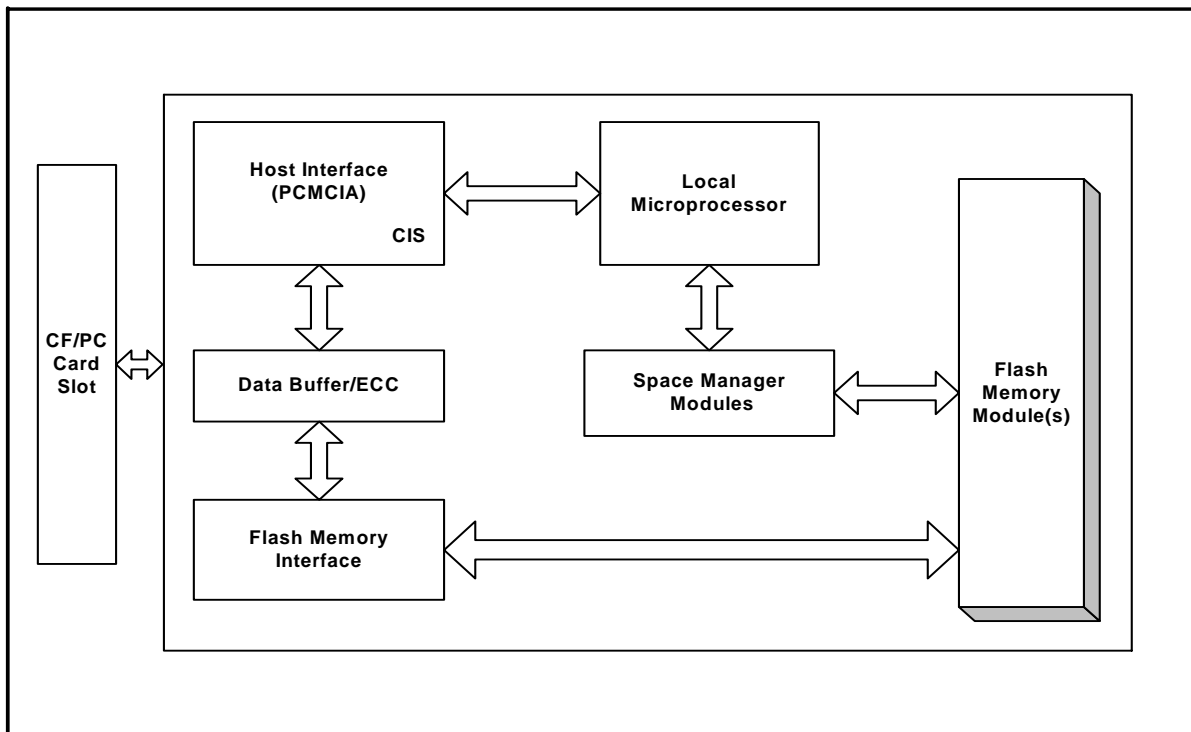 Host Interface
(PCMCIA)
CIS
Local
Microprocessor
CF/PC
Card
Slot
Data Buffer/ECC
Space Manager
Modules
Flash
Memory
Module(s)
Flash Memory
Interface